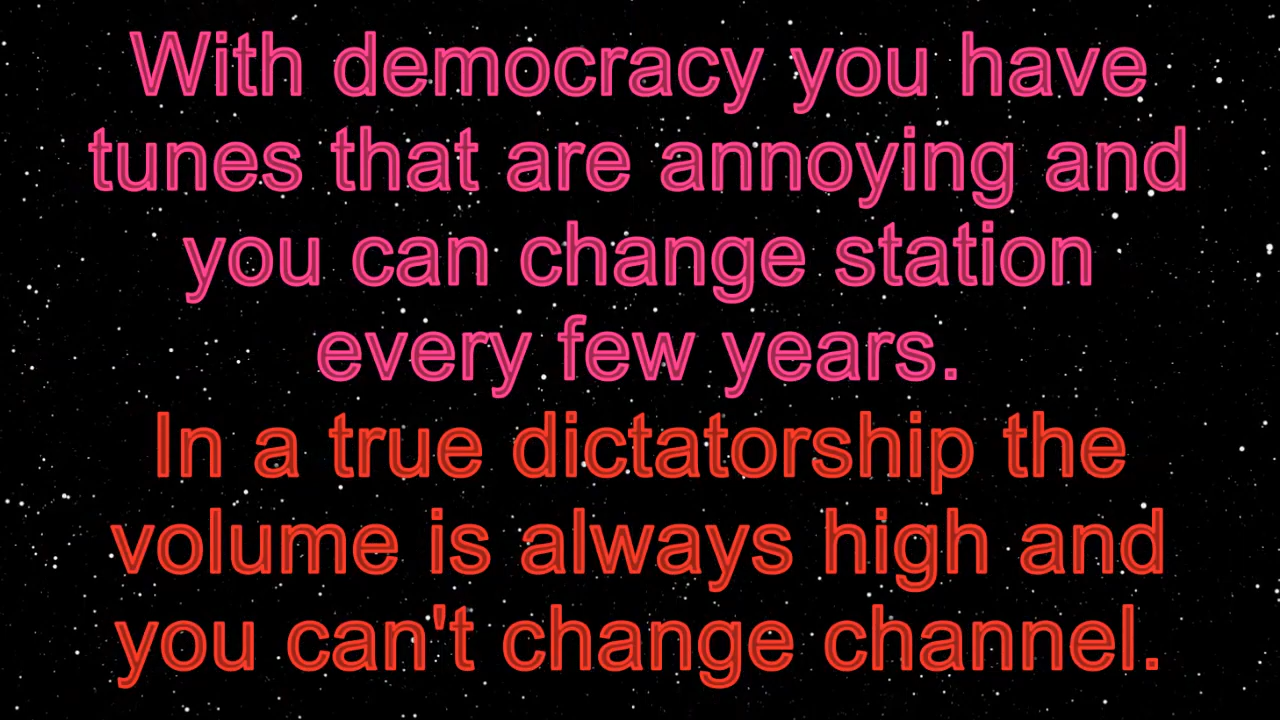 With democracy you have
tunes that are annoying and
you can change station
every few years.
In a true dictatorship the
volume is always high and
you can't change channel.